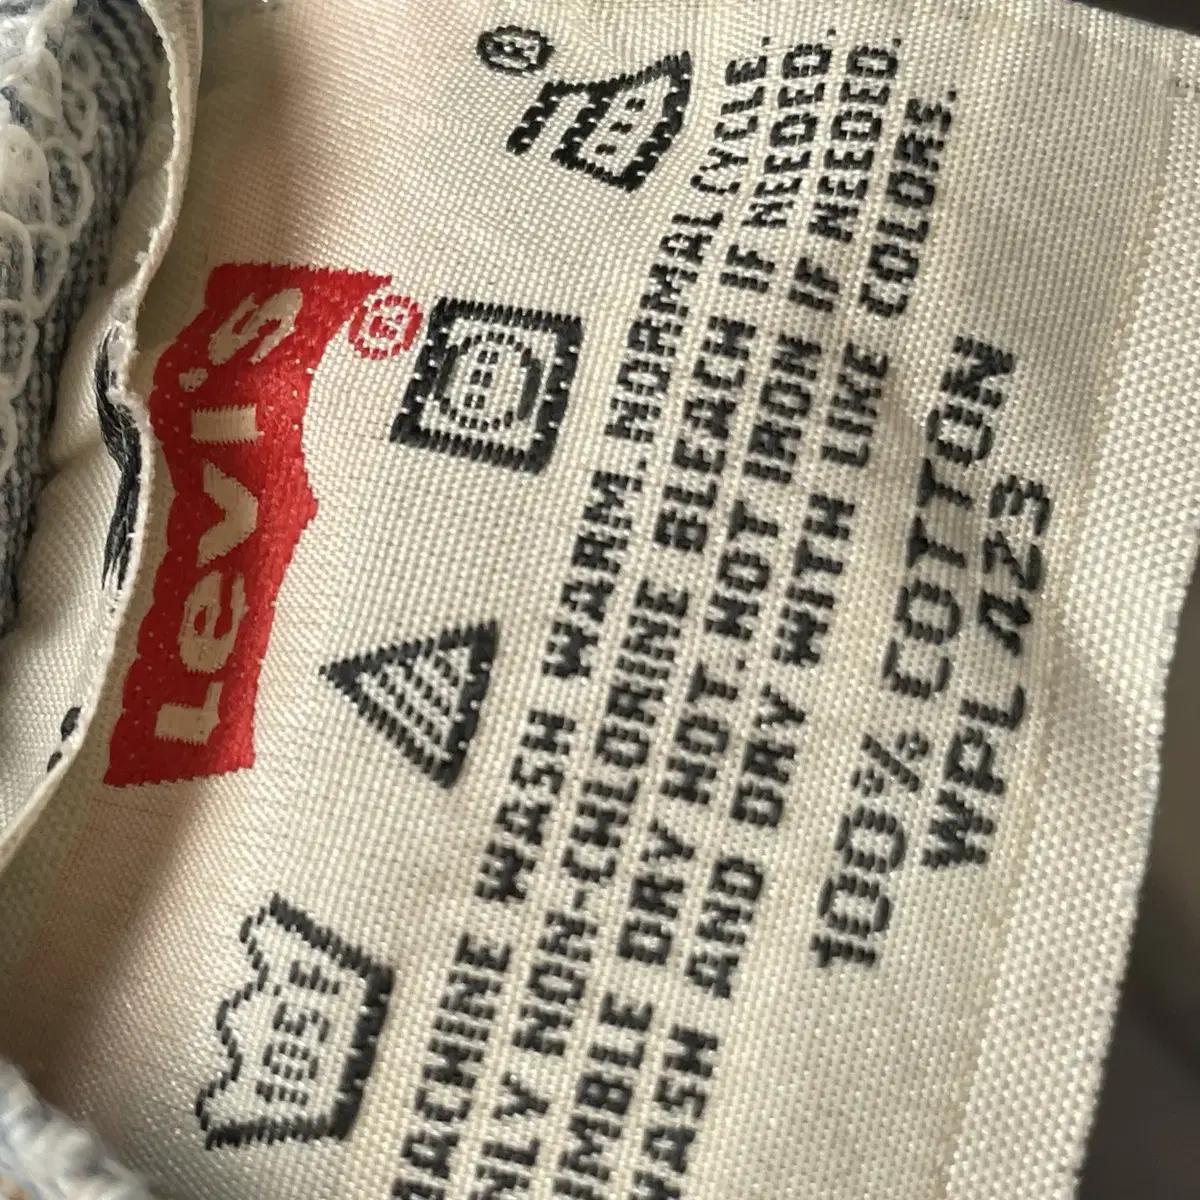 Levi's
®
105F
®
MACHINE WASH WARM. NORMAL CYCLE.
ONLY NON-CHLORINE BLEACH IF NEEDED.
TUMBLE DRY HOT. HOT IRON IF NEEDED.
WASH AND DRY WITH LIKE COLORS.
100% COTTON
WPL 423